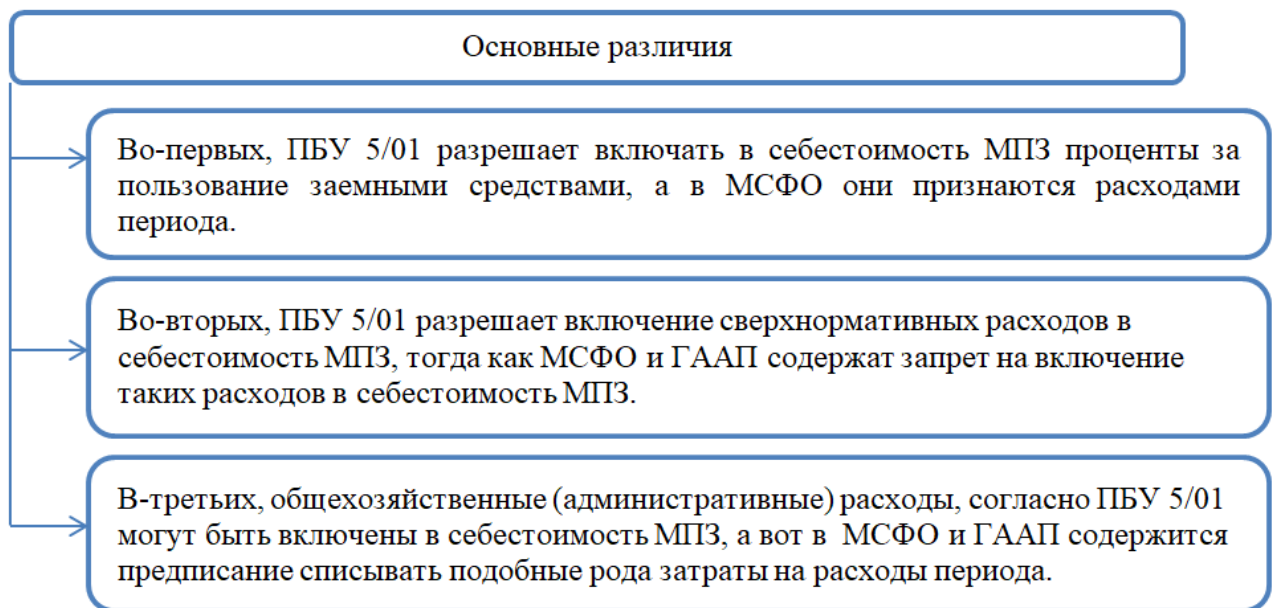 Основные различия
Во-первых, ПБУ 5/01 разрешает включать в себестоимость МПЗ проценты за
пользование заемными средствами, а в МСФО они признаются расходами
периода.
Во-вторых, ПБУ 5/01 разрешает включение сверхнормативных расходов в
себестоимость МПЗ, тогда как МСФО и ГААП содержат запрет на включение
таких расходов в себестоимость МПЗ.
В-третьих, общехозяйственные (административные) расходы, согласно ПБУ 5/01
могут быть включены в себестоимость МПЗ, а вот в МСФО и ГААП содержится
предписание списывать подобные рода затраты на расходы периода.